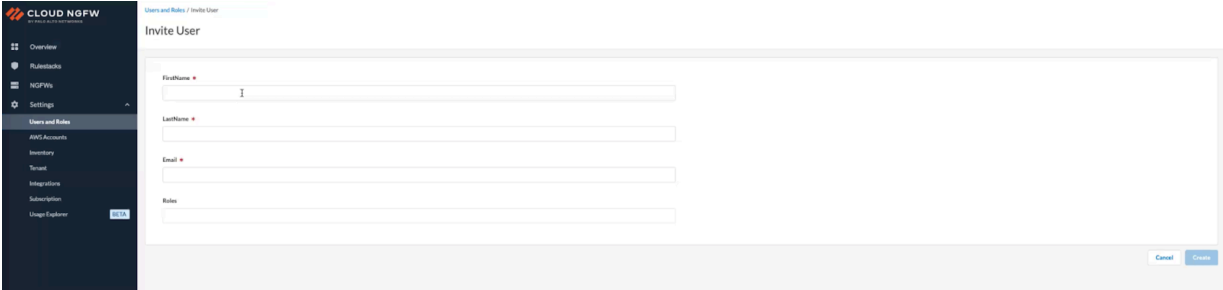 CLOUD NGFW
BY PALO ALTO NETWORKS
Overview
Rulestacks
NGFWs
Settings
Users and Roles
AWS Accounts
Inventory
Tenant
Integrations
Subscription
Usage Explorer BETA
Users and Roles / Invite User
Invite User
FirstName *
LastName *
Email *
Roles
Cancel Create